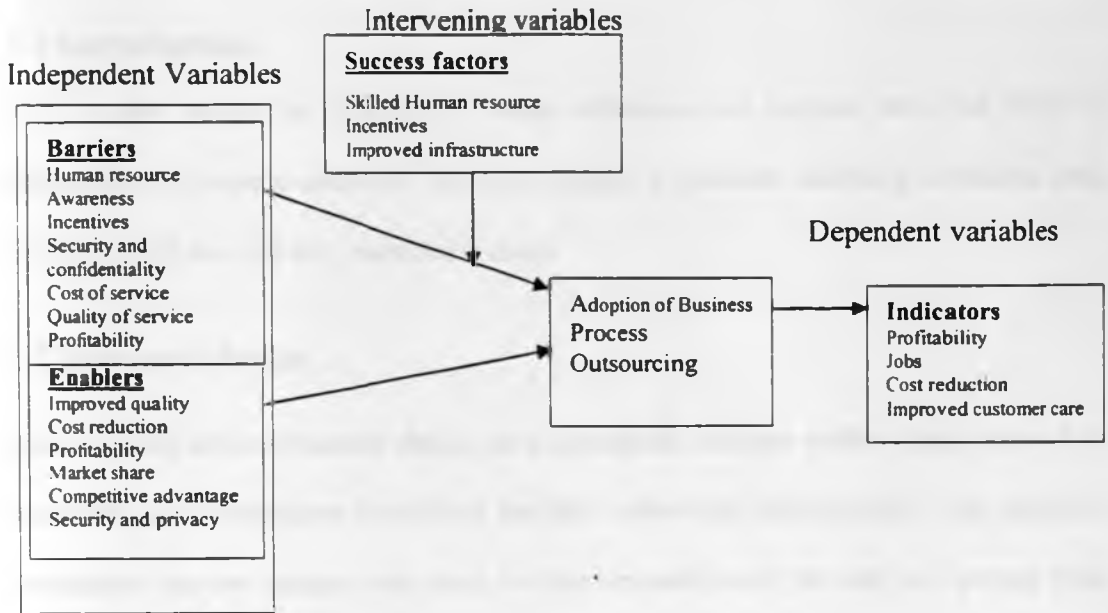 Intervening variables
Success factors
Skilled Human resource
Incentives
Improved infrastructure
Independent Variables
Barriers
Human resource
Awareness
Incentives
Security and
confidentiality
Cost of service
Quality of service
Profitability
Enablers
Improved quality
Cost reduction
Profitability
Market share
Competitive advantage
Security and privacy
Adoption of Business
Process
Outsourcing
Dependent variables
Indicators
Profitability
Jobs
Cost reduction
Improved customer care